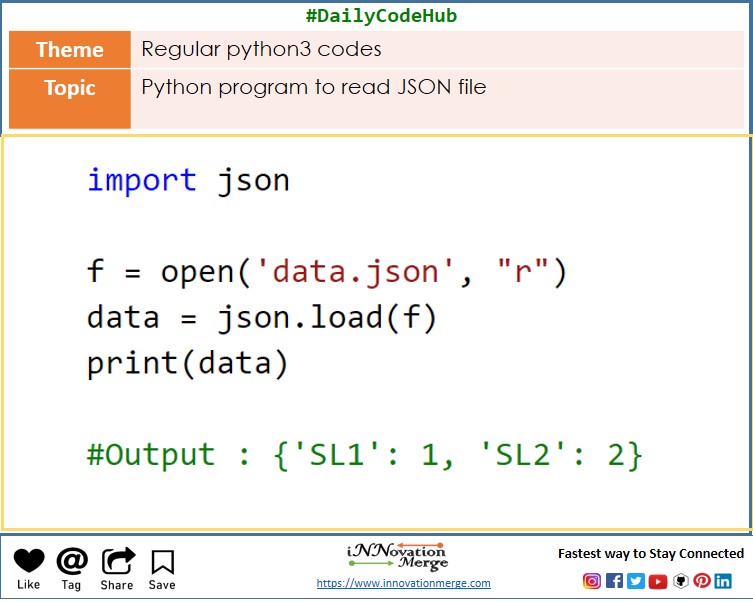 #DailyCodeHub
Theme
Regular python3 codes
Topic
Python program to read JSON file
import json
f = open('data.json', "r")
data = json.load(f)
print(data)
#Output : {'SL1': 1, 'SL2': 2}
Like
Tag
Share
Save
iNNovation
Merge
https://www.innovationmerge.com
Fastest way to Stay Connected